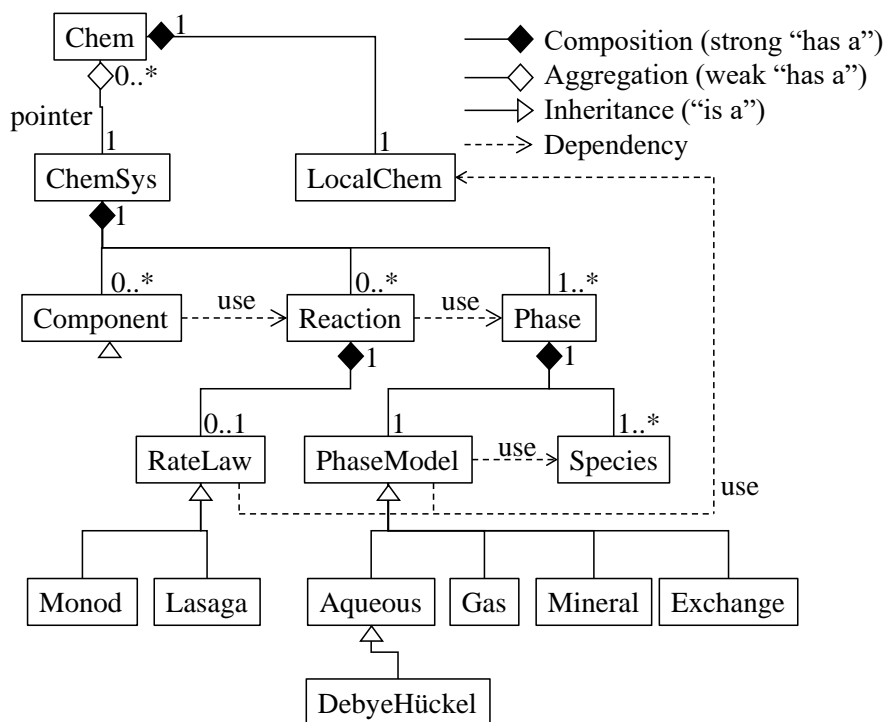 Chem
1
Composition (strong “has a”)
0..*
Aggregation (weak “has a”)
Inheritance (“is a”)
pointer
Dependency
1
1
ChemSys
LocalChem
1
0..*
0..*
1..*
use
use
Component
Reaction
Phase
1
1
0..1
1
1..*
use
RateLaw
PhaseModel
Species
use
Monod
Lasaga
Aqueous
Gas
Mineral
Exchange
DebyeHückel